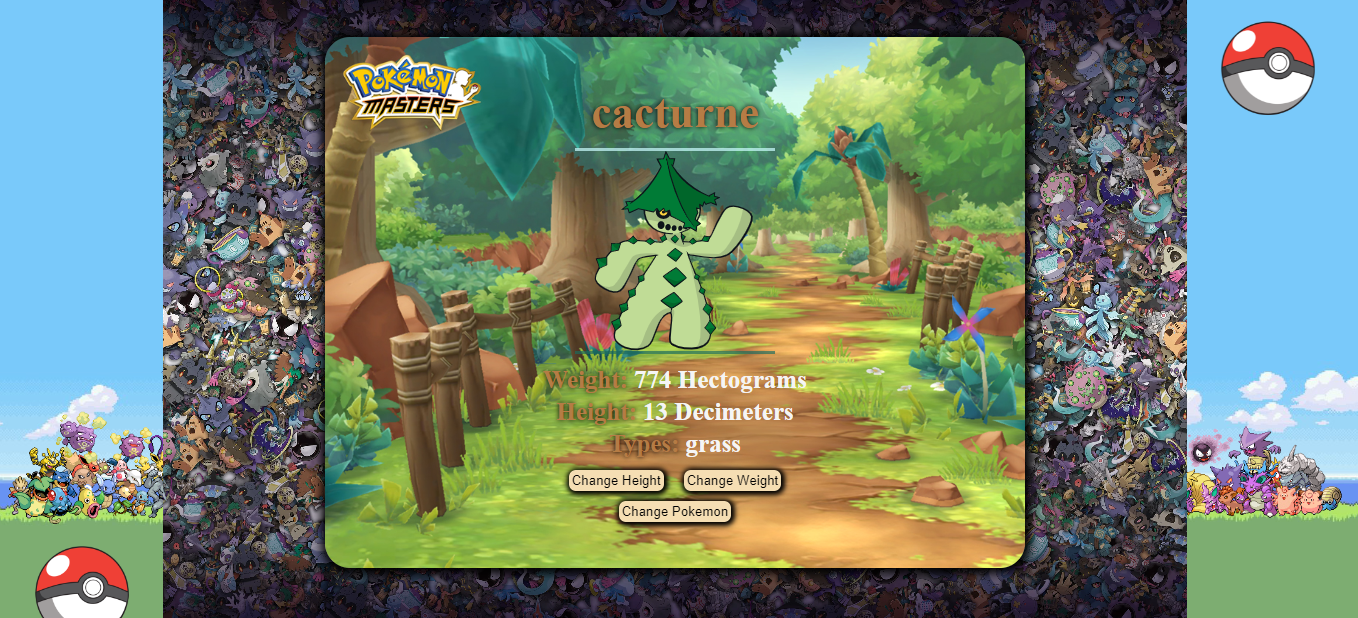 POKéMON
MASTERS
cacturne
Weight: 774 Hectograms
Height: 13 Decimeters
Types: grass
Change Height Change Weight
Change Pokemon